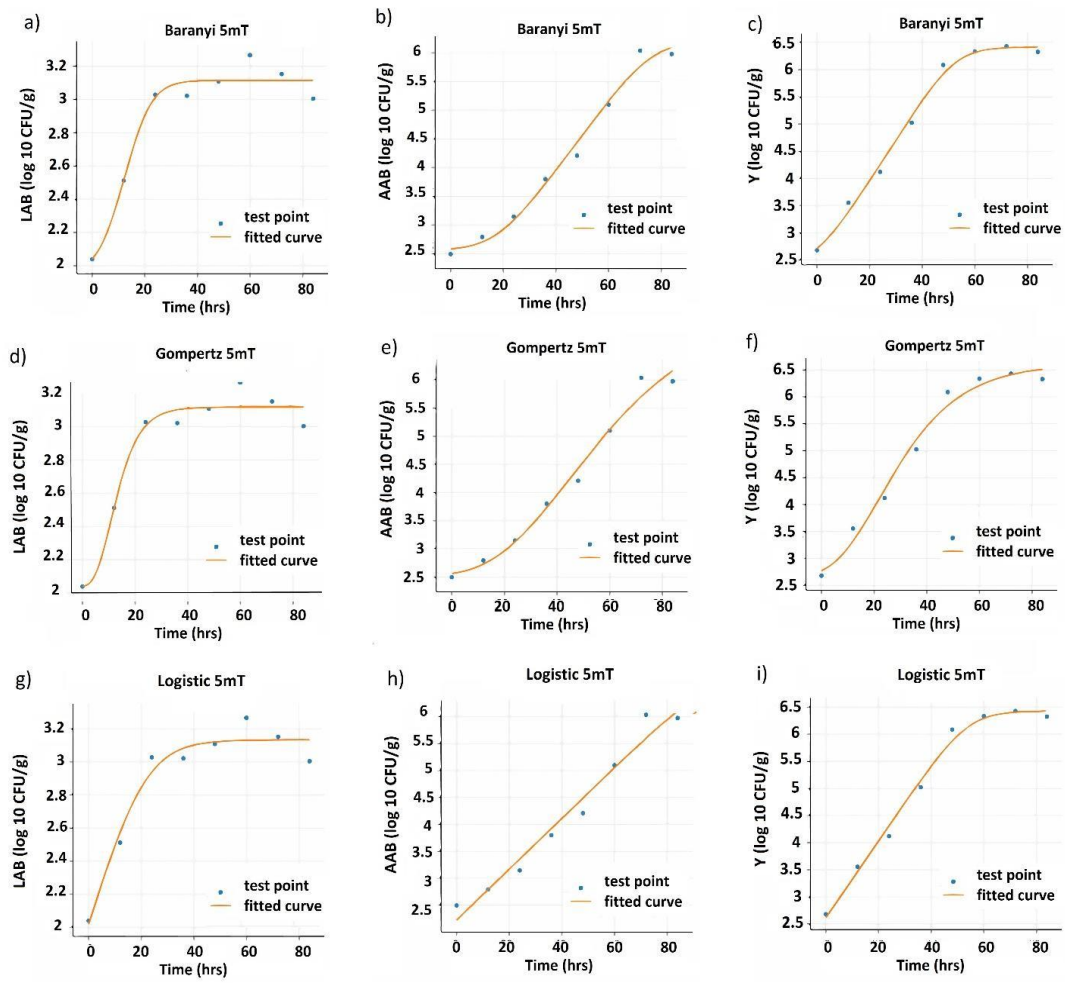 a)
Baranyi 5mT
LAB (log 10 CFU/g)
3.2
3
2.8
2.6
2.4
2.2
2
test point
fitted curve
0 20 40 60 80
Time (hrs)
b)
Baranyi 5mT
AAB (log 10 CFU/g)
6
5.5
5
4.5
4
3.5
3
2.5
test point
fitted curve
0 20 40 60 80
Time (hrs)
c)
Baranyi 5mT
Y (log 10 CFU/g)
6.5
6
5.5
5
4.5
4
3.5
3
2.5
test point
fitted curve
0 20 40 60 80
Time (hrs)
d)
Gompertz 5mT
LAB (log 10 CFU/g)
3.2
3
2.8
2.6
2.4
2.2
2
test point
fitted curve
0 20 40 60 80
Time (hrs)
e)
Gompertz 5mT
AAB (log 10 CFU/g)
6
5.5
5
4.5
4
3.5
3
2.5
test point
fitted curve
0 20 40 60 80
Time (hrs)
f)
Gompertz 5mT
Y (log 10 CFU/g)
6.5
6
5.5
5
4.5
4
3.5
3
2.5
test point
fitted curve
0 20 40 60 80
Time (hrs)
g)
Logistic 5mT
LAB (log 10 CFU/g)
3.2
3
2.8
2.6
2.4
2.2
2
test point
fitted curve
0 20 40 60 80
Time (hrs)
h)
Logistic 5mT
AAB (log 10 CFU/g)
6
5.5
5
4.5
4
3.5
3
2.5
test point
fitted curve
0 20 40 60 80
Time (hrs)
i)
Logistic 5mT
Y (log 10 CFU/g)
6.5
6
5.5
5
4.5
4
3.5
3
2.5
test point
fitted curve
0 20 40 60 80
Time (hrs)